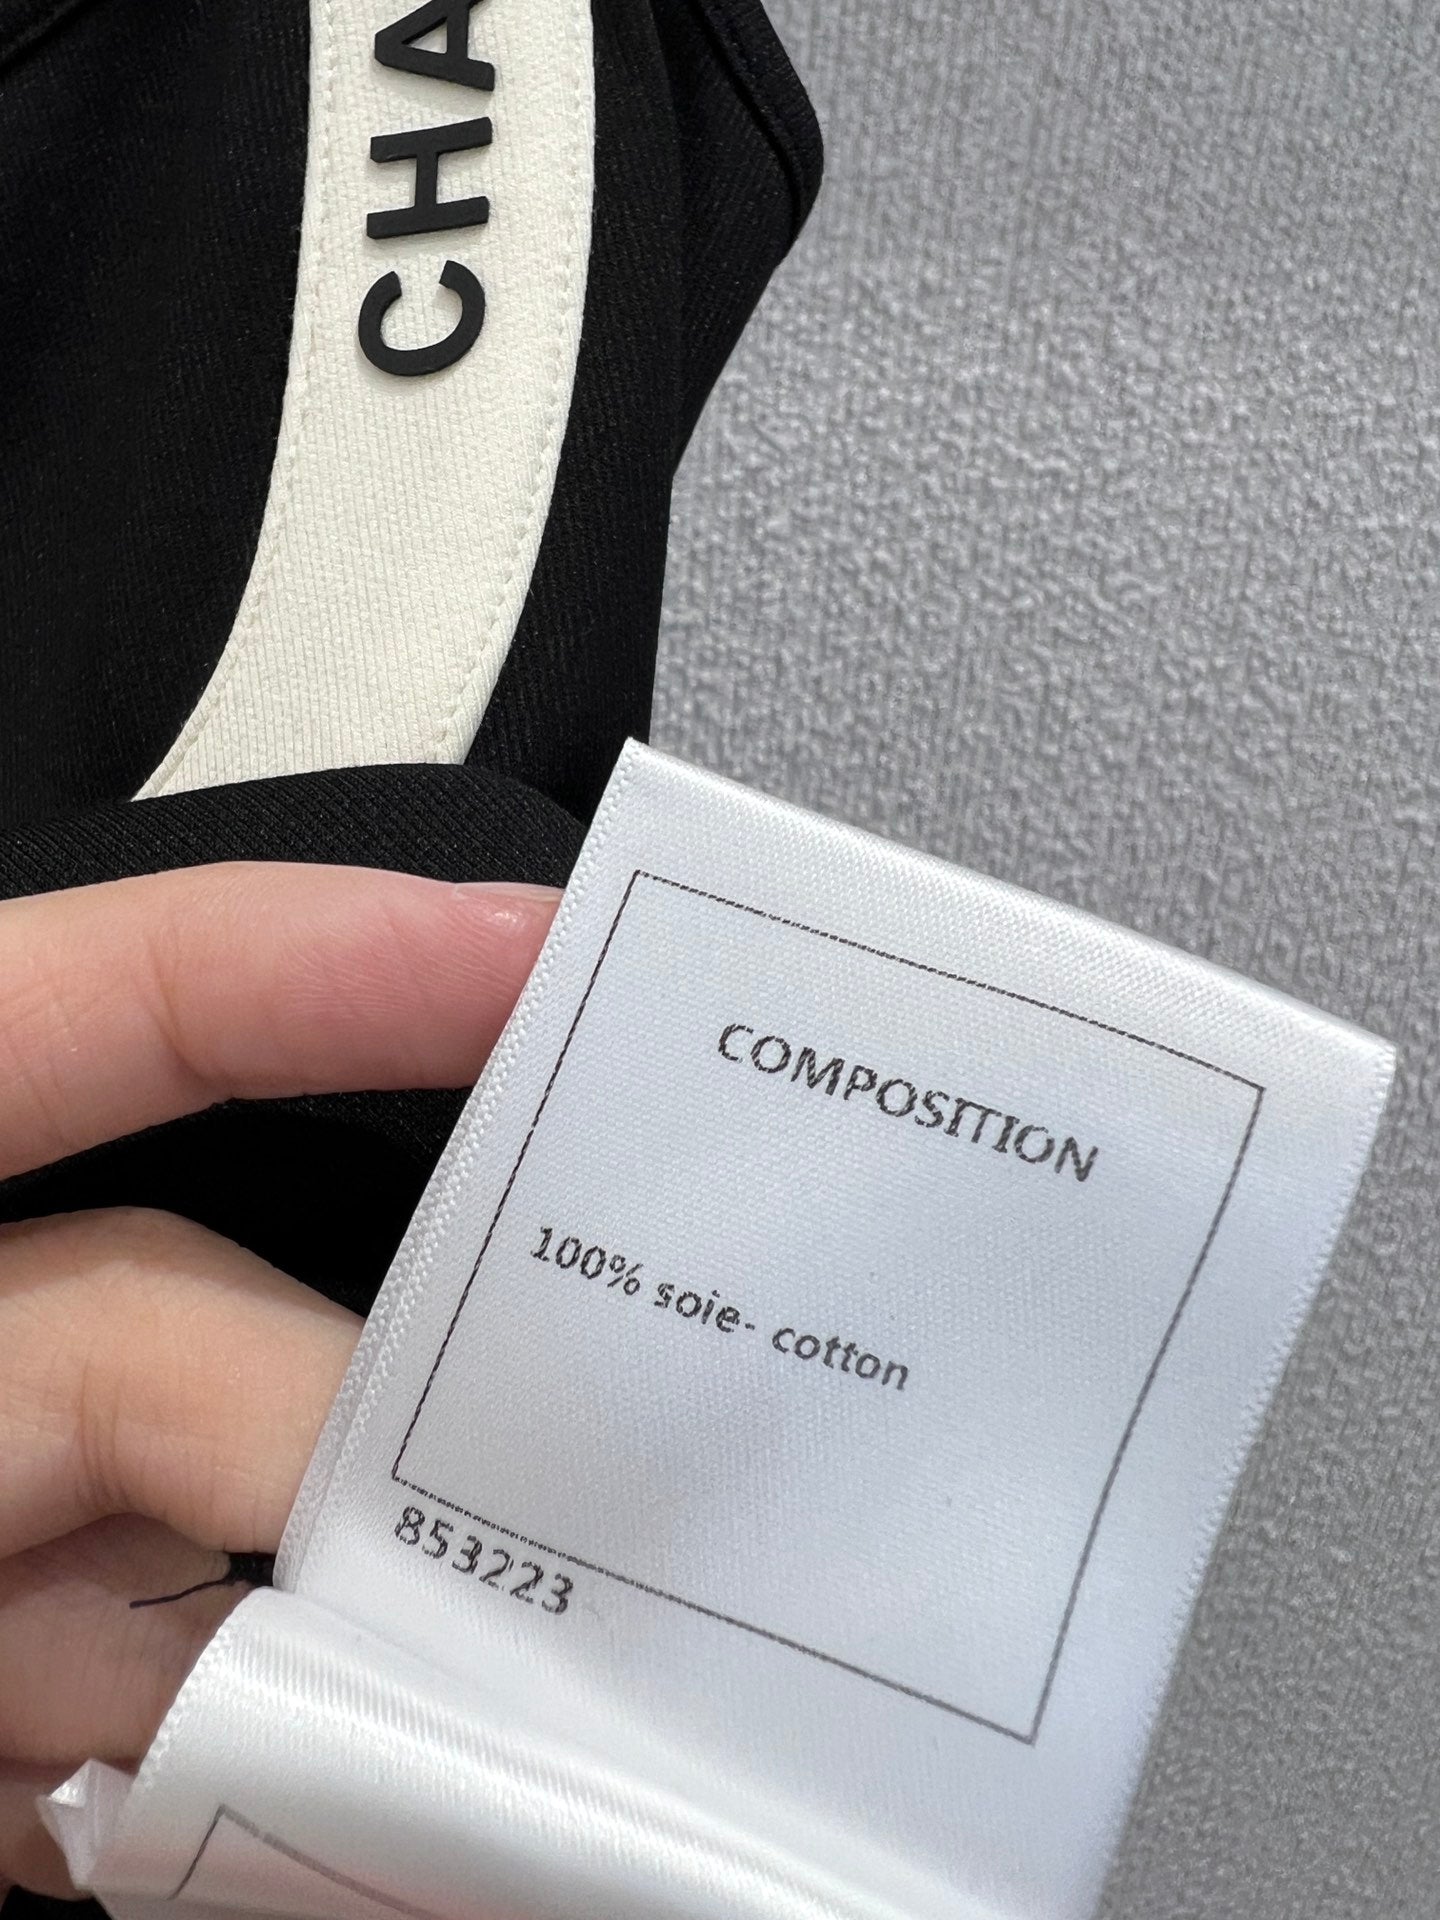 CHA
COMPOSITION
100% soie- cotton
853223